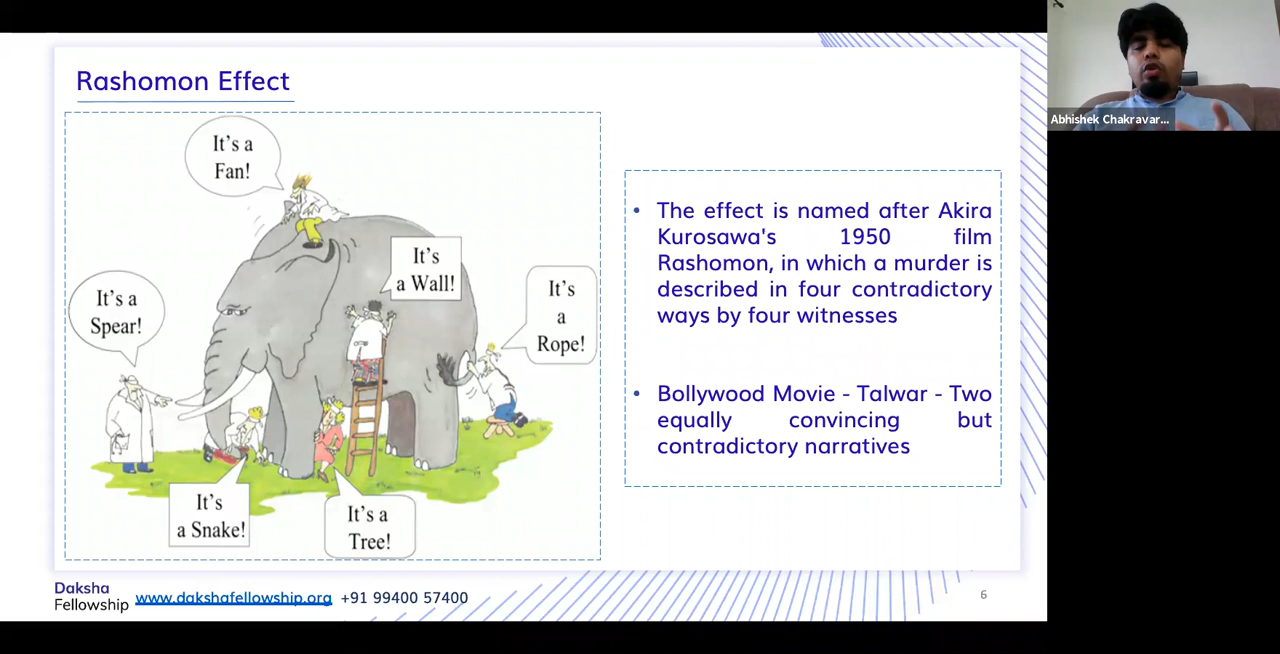 Rashomon Effect
It's a
Fan!
It's
a Wall!
It's a
Spear!
It's
a
Rope!
It's
a Snake!
It's a
Tree!
• The effect is named after Akira
Kurosawa's 1950 film
Rashomon, in which a murder is
described in four contradictory
ways by four witnesses
• Bollywood Movie - Talwar - Two
equally convincing but
contradictory narratives
Daksha
Fellowship
www.dakshafellowship.org +91 99400 57400
6
Abhishek Chakravar...